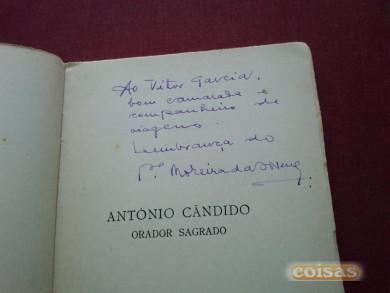 Ao Vitor Garcia,
bom camarada e
companheiro de
viagens.
Lembrança do
Moreira das Neves
ANTÓNIO CÂNDIDO
ORADOR SAGRADO
coisas